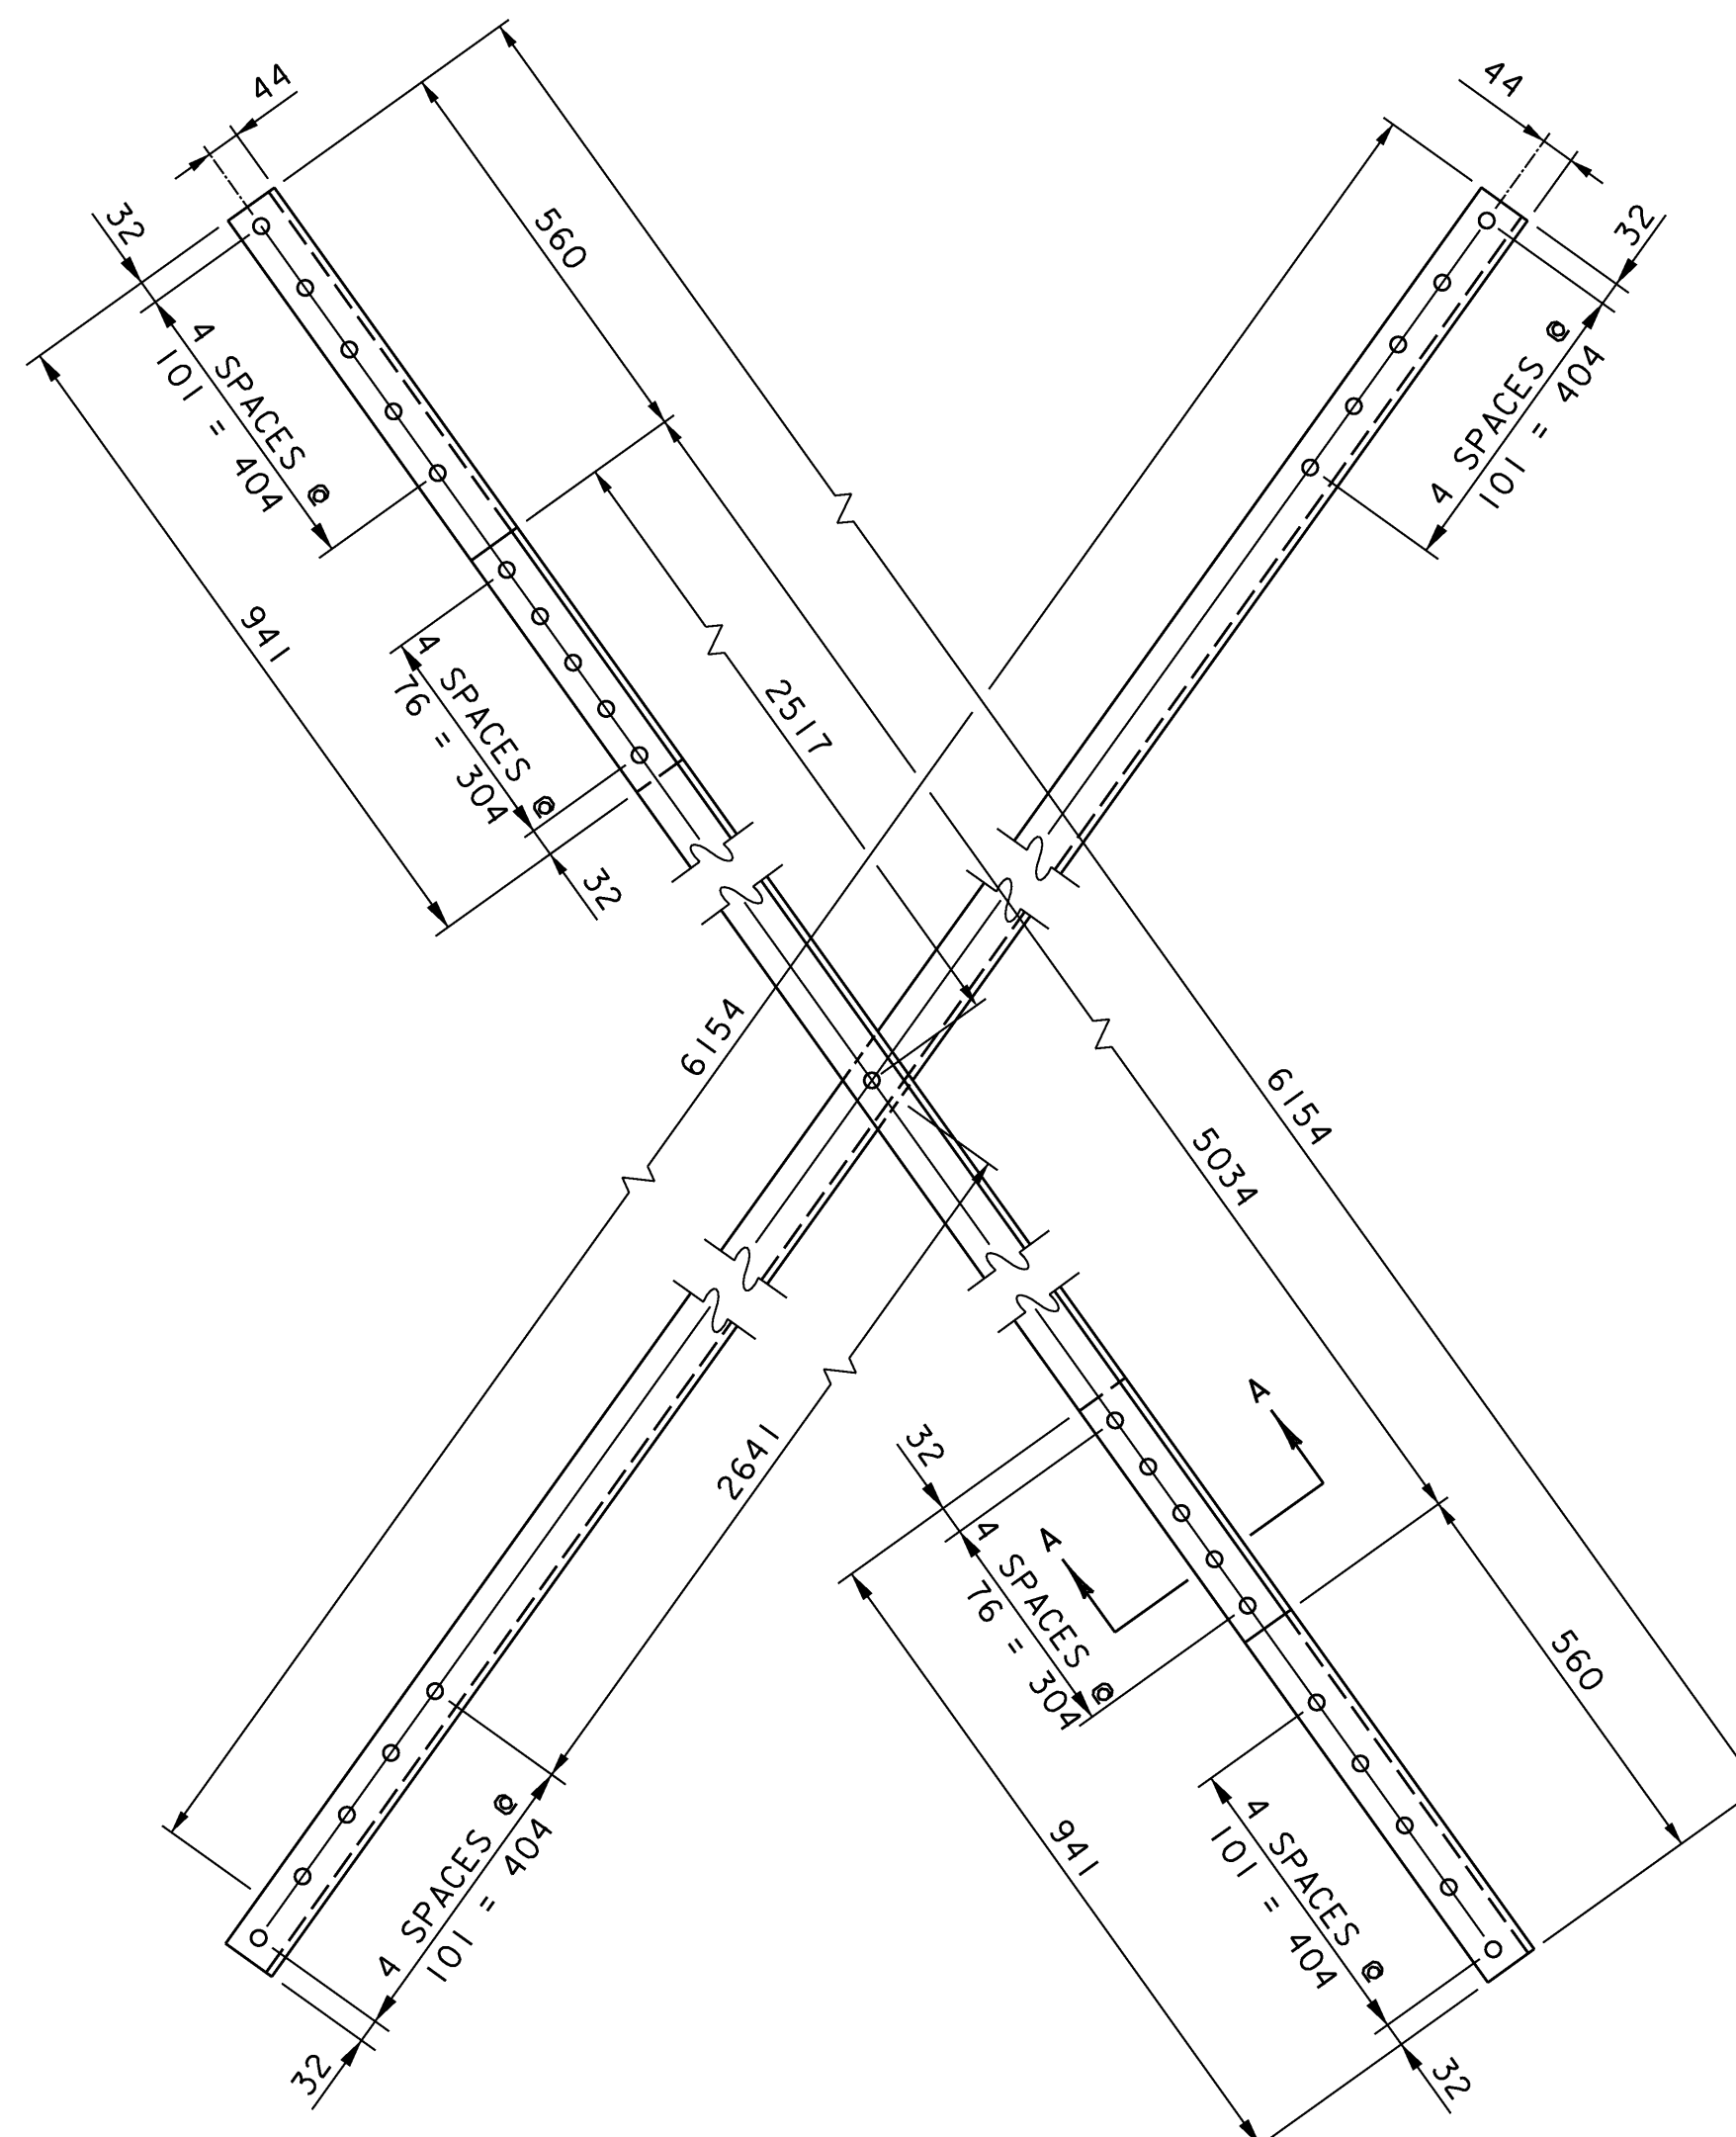 44
44
32
32
560
4 SPACES @
101 = 404
4 SPACES @
101 = 404
941
4 SPACES @
76 = 304
2517
32
6154
6154
5034
A
32
2641
A
4 SPACES @
76 = 304
560
4 SPACES @
101 = 404
941
4 SPACES @
101 = 404
32
32